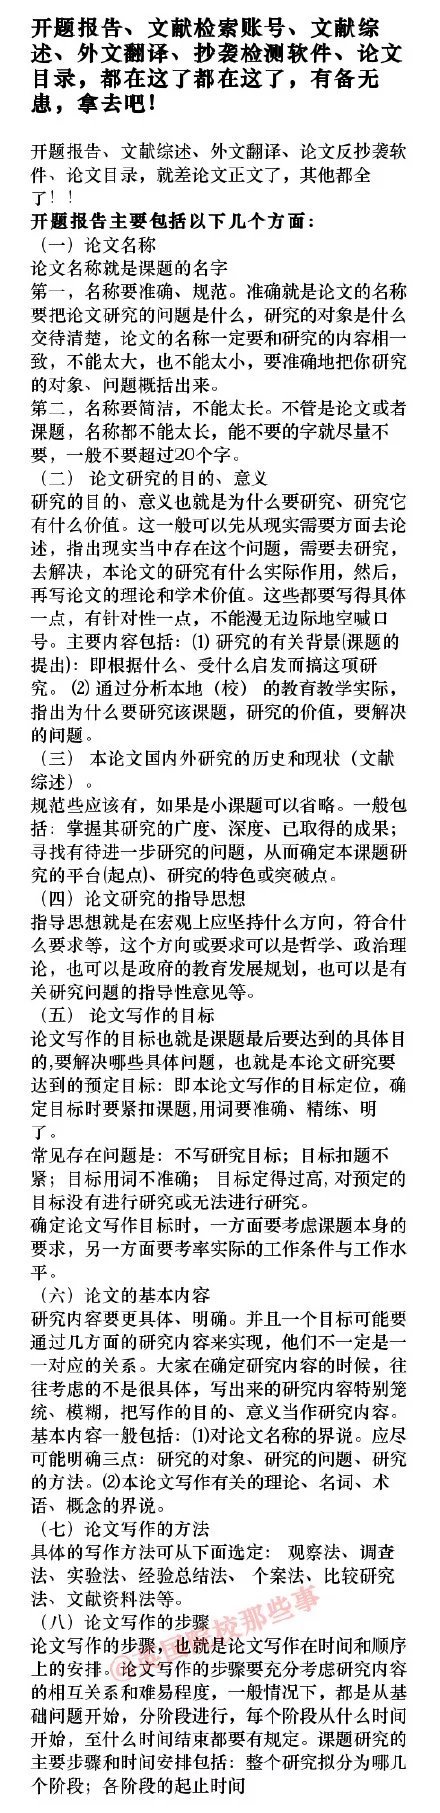 开题报告、文献检索账号、文献综
述、外文翻译、抄袭检测软件、论文
目录，都在这了都在这了，有备无
患，拿去吧！
开题报告、文献综述、外文翻译、论文反抄袭软
件、论文目录，就差论文正文了，其他都全
了！！
开题报告主要包括以下几个方面：
（一）论文名称
论文名称就是课题的名字
第一，名称要准确、规范。准确就是论文的名称
要把论文研究的问题是什么，研究的对象是什么
交待清楚，论文的名称一定要和研究的内容相一
致，不能太大，也不能太小，要准确地把你研究
的对象、问题概括出来。
第二，名称要简洁，不能太长。不管是论文或者
课题，名称都不能太长，能不要的字就尽量不
要，一般不要超过20个字。
（二） 论文研究的目的、意义
研究的目的、意义也就是为什么要研究、研究它
有什么价值。这一般可以先从现实需要方面去论
述，指出现实当中存在这个问题，需要去研究，
去解决，本论文的研究有什么实际作用，然后，
再写论文的理论和学术价值。这些都要写得具体
一点，有针对性一点，不能漫无边际地空喊口
号。主要内容包括：⑴ 研究的有关背景(课题的
提出)：即根据什么、受什么启发而搞这项研
究。 ⑵ 通过分析本地（校） 的教育教学实际，
指出为什么要研究该课题，研究的价值，要解决
的问题。
（三） 本论文国内外研究的历史和现状（文献
综述）。
规范些应该有，如果是小课题可以省略。一般包
括：掌握其研究的广度、深度、已取得的成果；
寻找有待进一步研究的问题，从而确定本课题研
究的平台(起点)、研究的特色或突破点。
（四）论文研究的指导思想
指导思想就是在宏观上应坚持什么方向，符合什
么要求等，这个方向或要求可以是哲学、政治理
论，也可以是政府的教育发展规划，也可以是有
关研究问题的指导性意见等。
（五） 论文写作的目标
论文写作的目标也就是课题最后要达到的具体目
的,要解决哪些具体问题，也就是本论文研究要
达到的预定目标：即本论文写作的目标定位，确
定目标时要紧扣课题,用词要准确、精练、明
了。
常见存在问题是：不写研究目标；目标扣题不
紧；目标用词不准确； 目标定得过高, 对预定的
目标没有进行研究或无法进行研究。
确定论文写作目标时，一方面要考虑课题本身的
要求，另一方面要考率实际的工作条件与工作水
平。
（六）论文的基本内容
研究内容要更具体、明确。并且一个目标可能要
通过几方面的研究内容来实现，他们不一定是一
一对应的关系。大家在确定研究内容的时候，往
往考虑的不是很具体，写出来的研究内容特别笼
统、模糊，把写作的目的、意义当作研究内容。
基本内容一般包括：⑴对论文名称的界说。应尽
可能明确三点：研究的对象、研究的问题、研究
的方法。⑵本论文写作有关的理论、名词、术
语、概念的界说。
（七）论文写作的方法
具体的写作方法可从下面选定： 观察法、调查
法、实验法、经验总结法、 个案法、比较研究
法、文献资料法等。
（八）论文写作的步骤
论文写作的步骤，也就是论文写作在时间和顺序
上的安排。论文写作的步骤要充分考虑研究内容
的相互关系和难易程度，一般情况下，都是从基
础问题开始，分阶段进行，每个阶段从什么时间
开始，至什么时间结束都要有规定。课题研究的
主要步骤和时间安排包括：整个研究拟分为哪几
个阶段；各阶段的起止时间